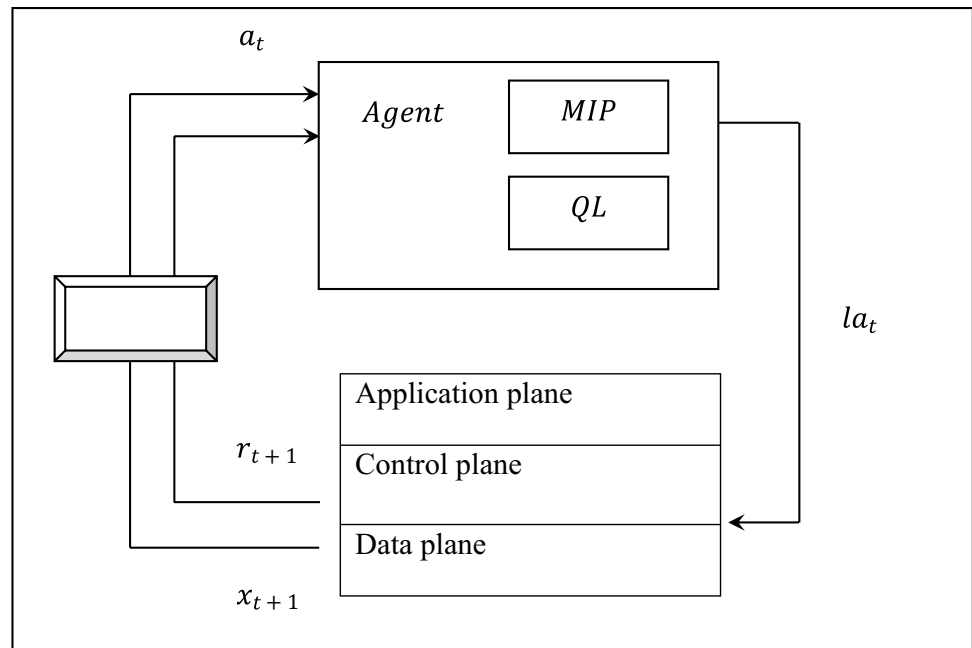 a_t
Agent
MIP
QL
la_t
Application plane
r_{t+1}
Control plane
Data plane
x_{t+1}